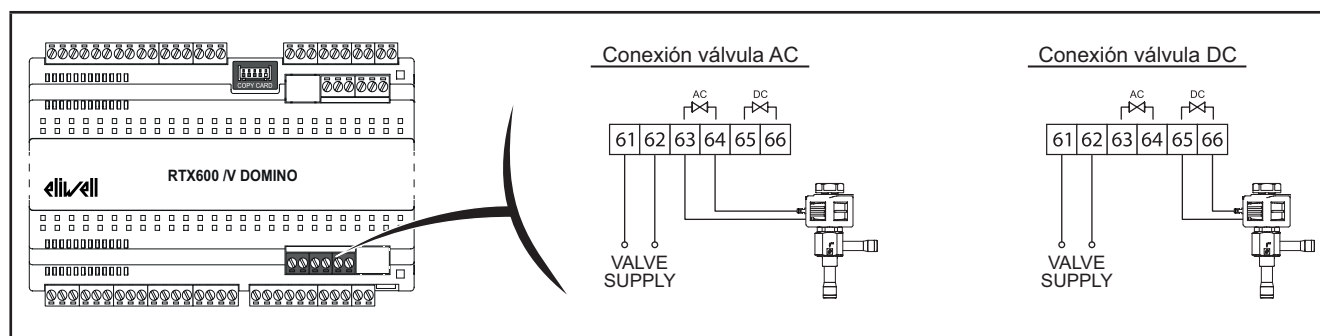 COPY CARD
eliwell
RTX600 /V DOMINO
Conexión válvula AC
AC DC
61 62 63 64 65 66
VALVE
SUPPLY
Conexión válvula DC
AC DC
61 62 63 64 65 66
VALVE
SUPPLY